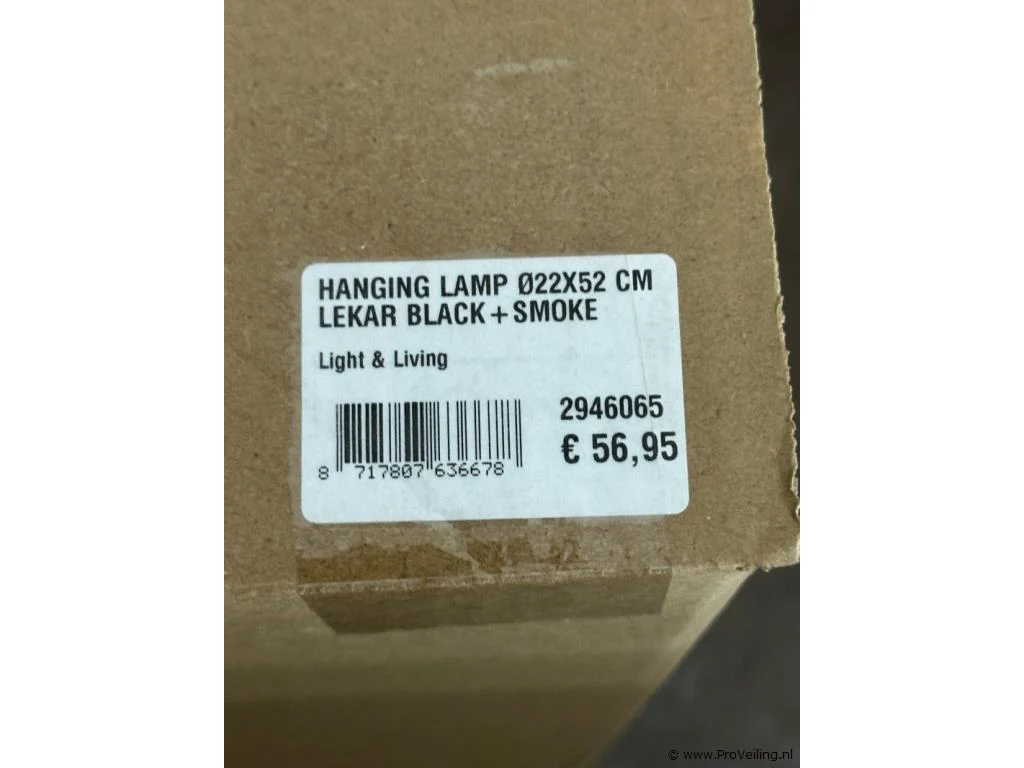 HANGING LAMP Ø22X52 CM
LEKAR BLACK+SMOKE
Light & Living
2946065
€ 56,95
8 717807 636678
© www.ProVeiling.nl